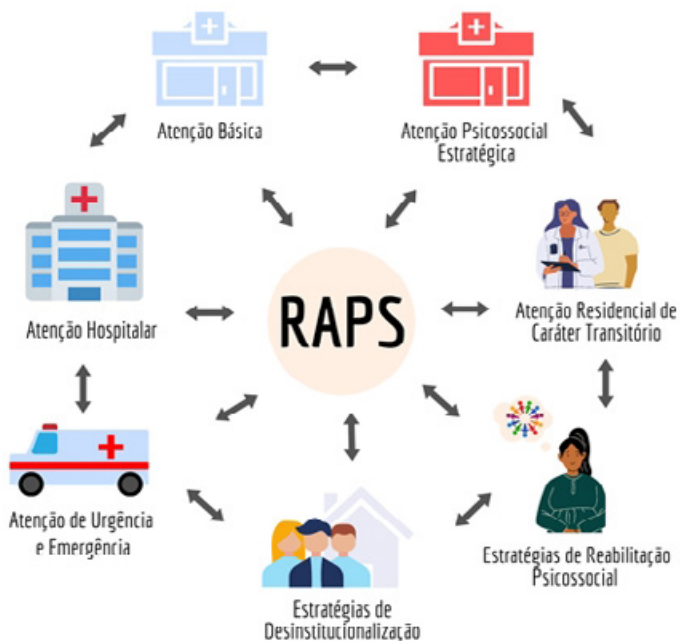 Atenção Básica
Atenção Psicossocial
Estratégica
Atenção Hospitalar
RAPS
Atenção Residencial de
Caráter Transitório
Atenção de Urgência
e Emergência
Estratégias de Reabilitação
Psicossocial
Estratégias de
Desinstitucionalização